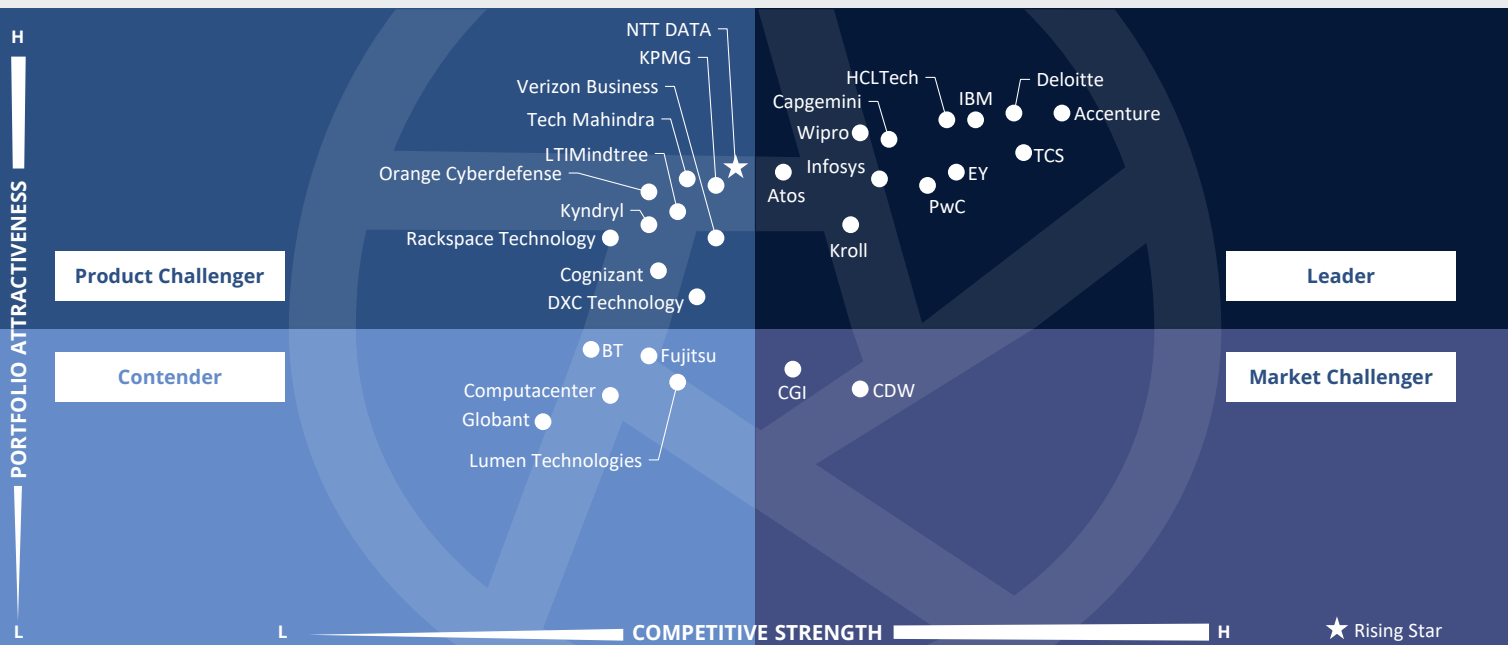 H
PORTFOLIO ATTRACTIVENESS
L
NTT DATA
KPMG
Verizon Business
Tech Mahindra
LTIMindtree
Orange Cyberdefense
Kyndryl
Rackspace Technology
Cognizant
DXC Technology
Product Challenger
HCLTech
Deloitte
IBM
Capgemini
Accenture
Wipro
TCS
Infosys
EY
Atos
PwC
Kroll
Leader
Contender
BT
Fujitsu
Computacenter
Globant
Lumen Technologies
Market Challenger
CGI
CDW
L
COMPETITIVE STRENGTH
H
Rising Star